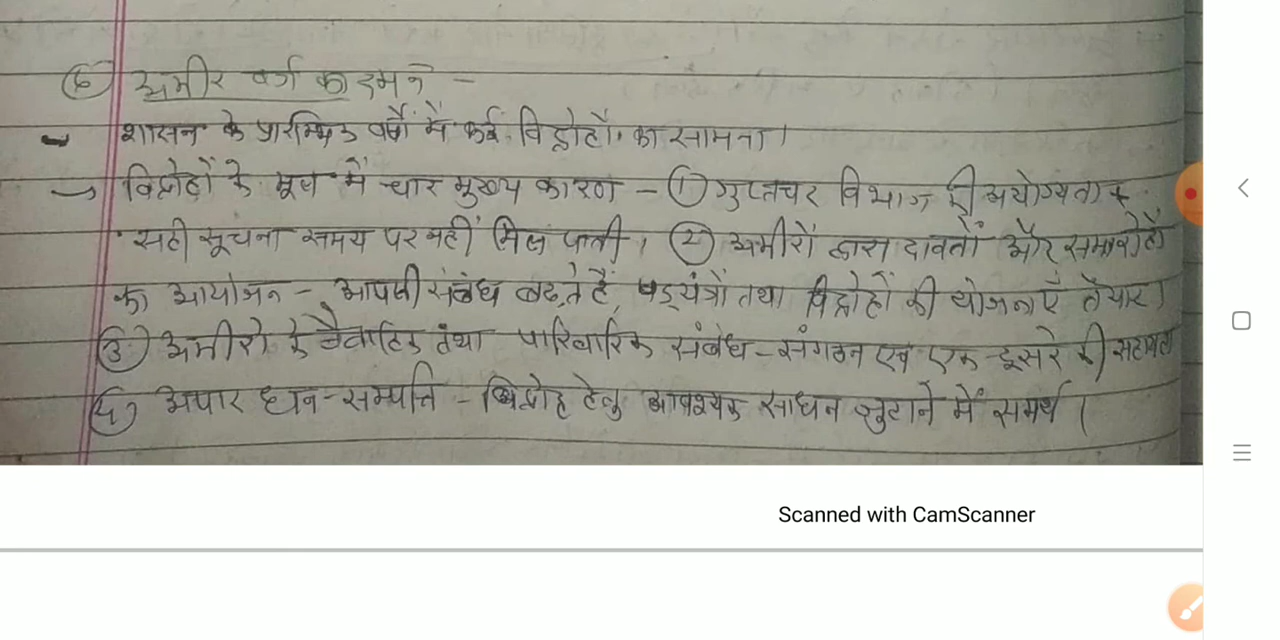 (6) अमीर वर्ग का दमन –
- शासन के प्रारम्भिक वर्षों में कई विद्रोहों का सामना।
→ विद्रोहों के मूल में चार मुख्य कारण – (1) गुप्तचर विभाग की अयोग्यता
सही सूचना समय पर नहीं मिल पाती, (2) अमीरों द्वारा दावतों और समारोहों
का आयोजन – आपसी संबंध बढ़ते हैं, षड्यंत्रों तथा विद्रोहों की योजनाएँ तैयार।
(3) अमीरों के वैवाहिक तथा पारिवारिक संबंध – संगठन एवं एक-दूसरे की सहायता
(4) अपार धन-सम्पत्ति – विद्रोह हेतु आवश्यक साधन जुटाने में समर्थ।
Scanned with CamScanner